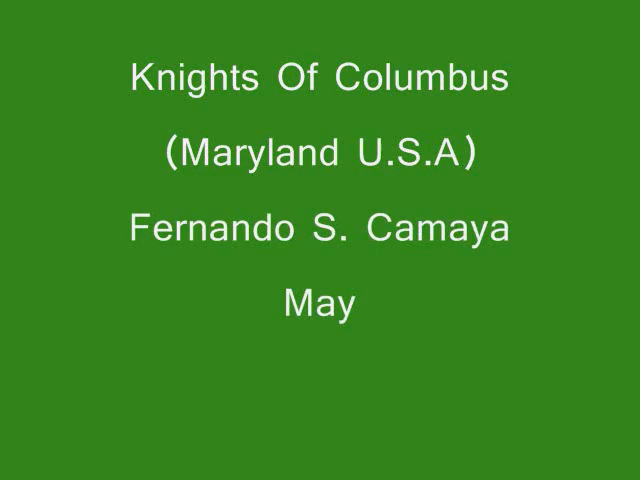 Knights Of Columbus
(Maryland U.S.A)
Fernando S. Camaya
May